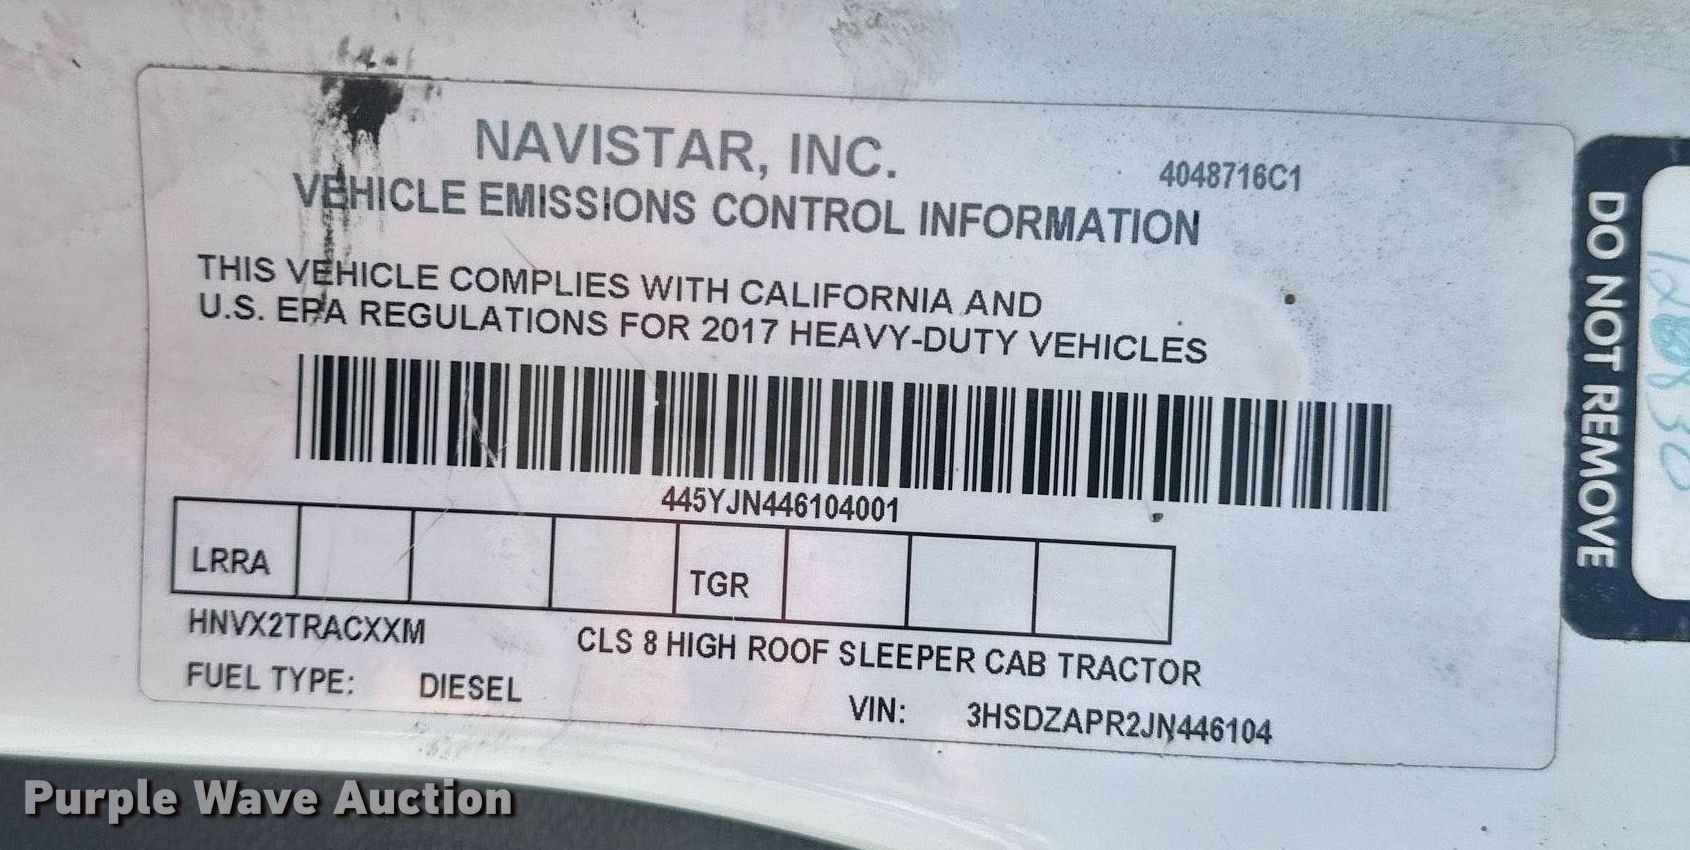 NAVISTAR, INC.
4048716C1
VEHICLE EMISSIONS CONTROL INFORMATION
THIS VEHICLE COMPLIES WITH CALIFORNIA AND
U.S. EPA REGULATIONS FOR 2017 HEAVY-DUTY VEHICLES
445YJN446104001
LRRA
TGR
HNVX2TRACXXM
CLS 8 HIGH ROOF SLEEPER CAB TRACTOR
FUEL TYPE: DIESEL
VIN: 3HSDZAPR2JN446104
DO NOT REMOVE
Purple Wave Auction